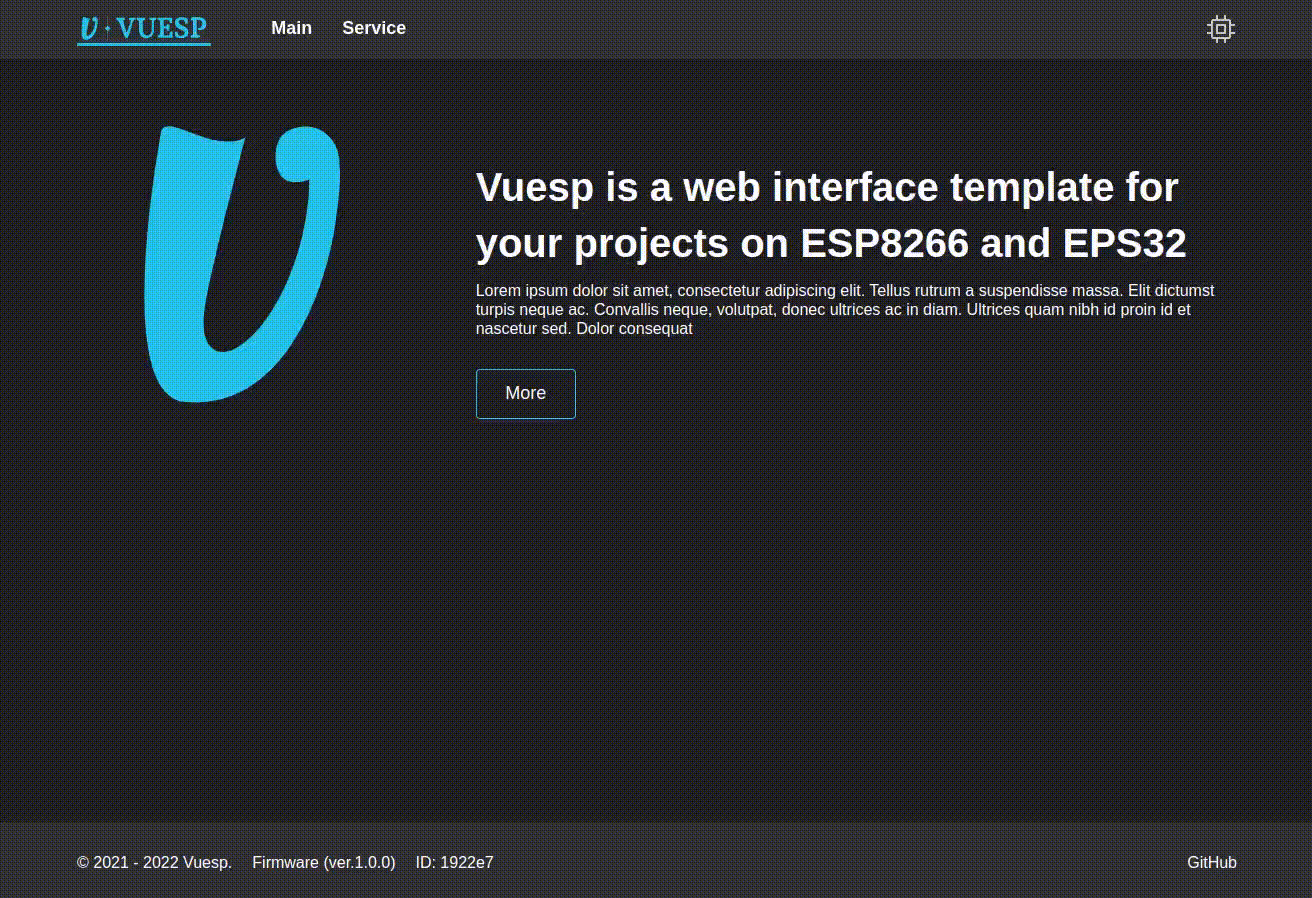 V VUESP
Main
Service
Vuesp is a web interface template for
your projects on ESP8266 and EPS32
Lorem ipsum dolor sit amet, consectetur adipiscing elit. Tellus rutrum a suspendisse massa. Elit dictumst
turpis neque ac. Convallis neque, volutpat, donec ultrices ac in diam. Ultrices quam nibh id proin id et
nascetur sed. Dolor consequat
More
© 2021 - 2022 Vuesp. Firmware (ver.1.0.0) ID: 1922e7
GitHub